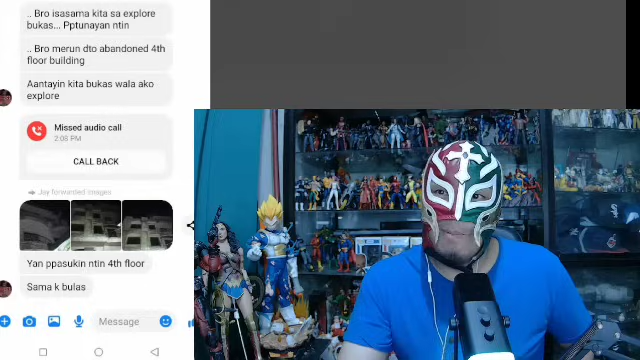 .. Bro isasama kita sa explore
bukas... Pptunayan ntin
.. Bro merun dto abandoned 4th
floor building
Aantayin kita bukas wala ako
explore
Missed audio call
2:08 PM
CALL BACK
Jay forwarded images
Yan ppasukin ntin 4th floor
Sama k bulas
Message